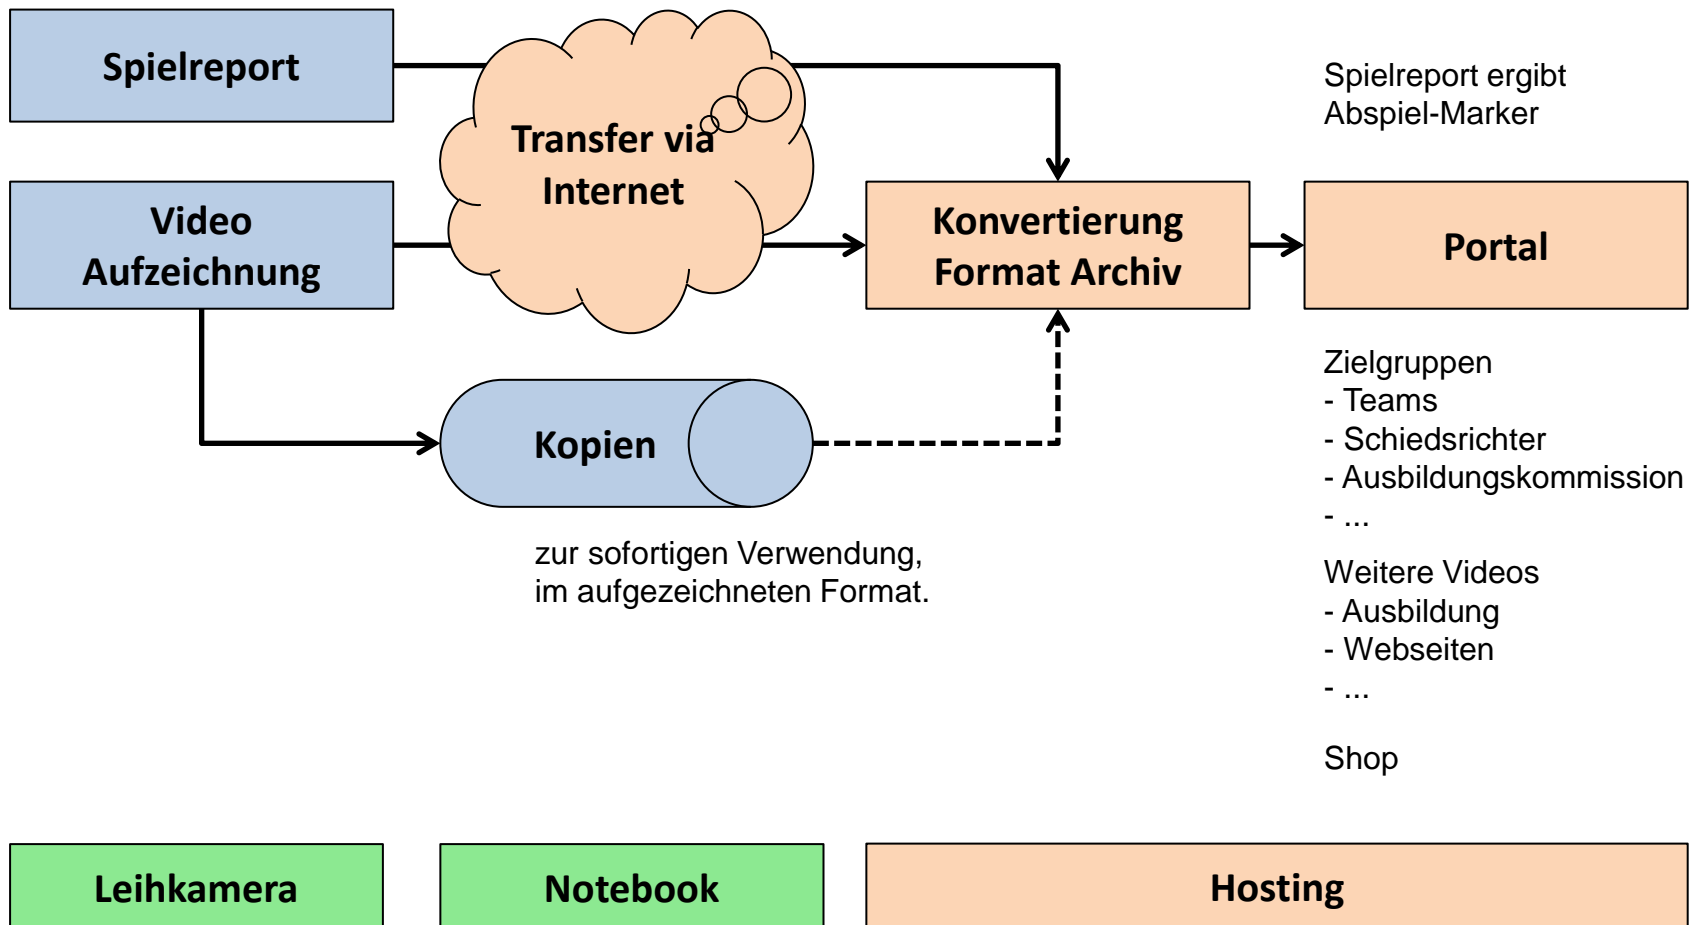 Spielreport
Transfer via
Internet
Spielreport ergibt
Abspiel-Marker
Video
Aufzeichnung
Konvertierung
Format Archiv
Portal
Kopien
zur sofortigen Verwendung,
im aufgezeichneten Format.
Zielgruppen
- Teams
- Schiedsrichter
- Ausbildungskommission
- ...
Weitere Videos
- Ausbildung
- Webseiten
- ...
Shop
Leihkamera
Notebook
Hosting